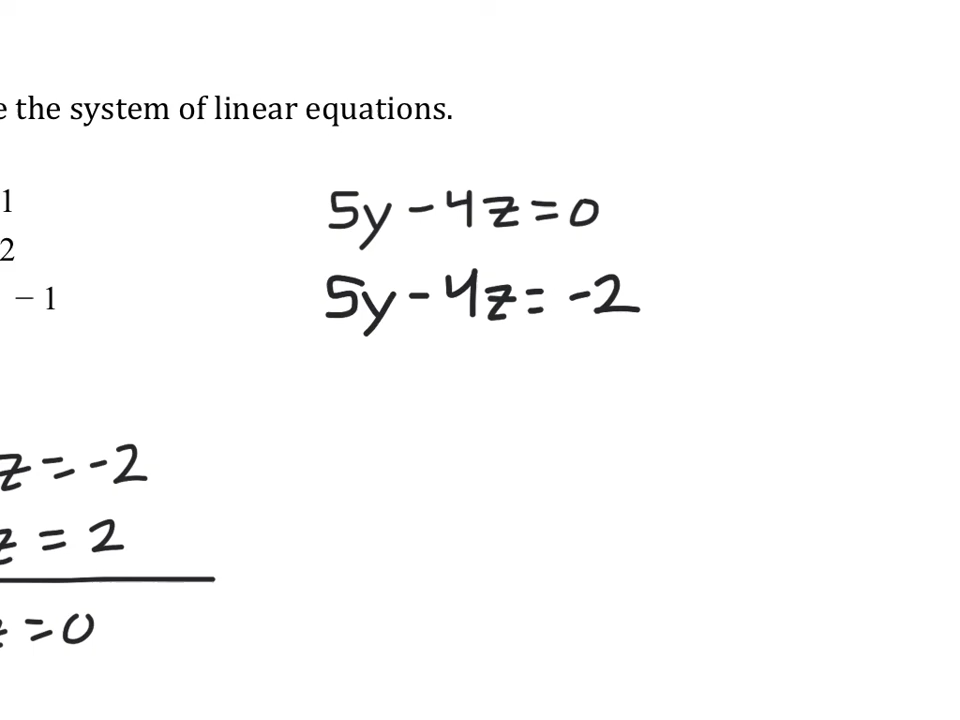 the system of linear equations.
1
2
− 1
5y - 4z = 0
5y - 4z = -2
z = -2
z = 2
z = 0